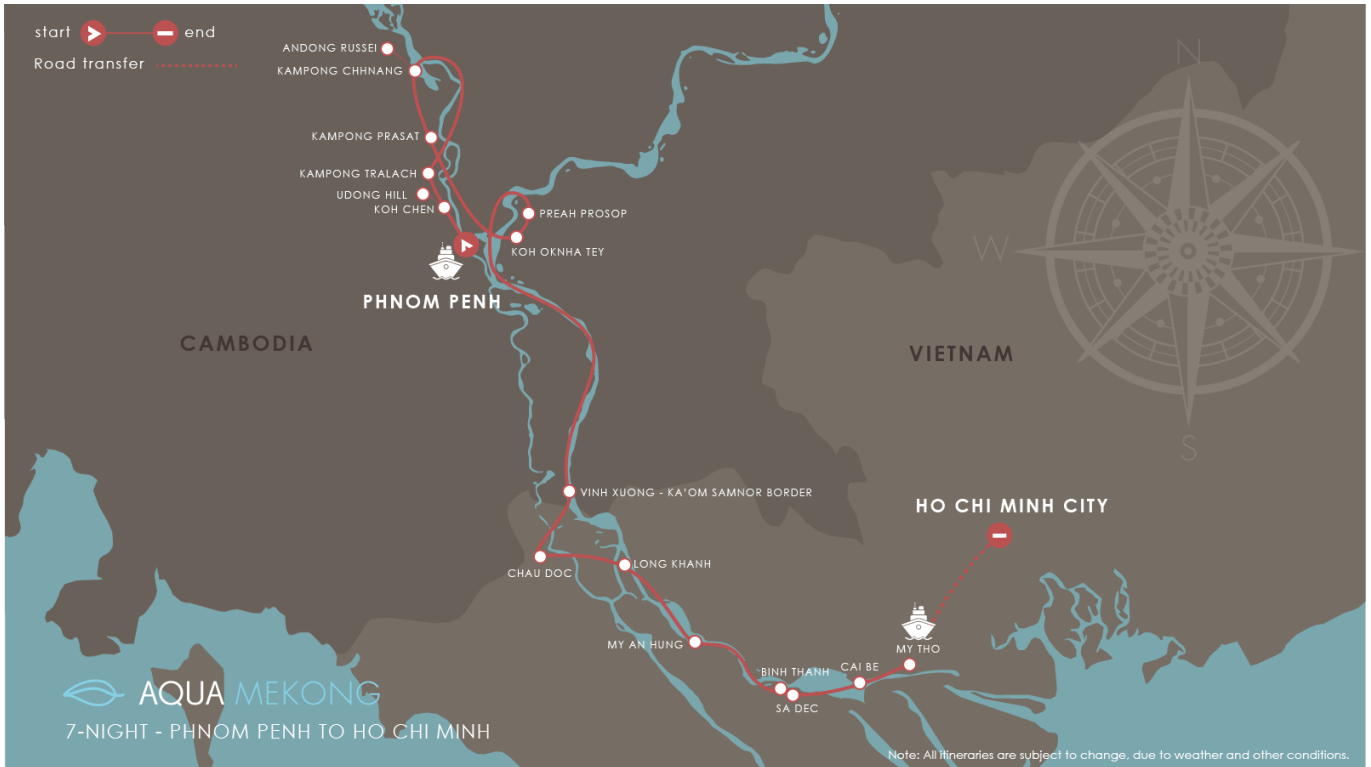 start
end
Road transfer
ANDONG RUSSEI
KAMPONG CHHNANG
KAMPONG PRASAT
KAMPONG TRALACH
UDONG HILL
KOH CHEN
PREAH PROSOP
KOH OKNHA TEY
PHNOM PENH
CAMBODIA
VIETNAM
N
W
S
VINH XUONG - KA'OM SAMNOR BORDER
HO CHI MINH CITY
CHAU DOC
LONG KHANH
MY AN HUNG
MY THO
BINH THANH
CAI BE
SA DEC
AQUA MEKONG
7-NIGHT - PHNOM PENH TO HO CHI MINH
Note: All itineraries are subject to change, due to weather and other conditions.